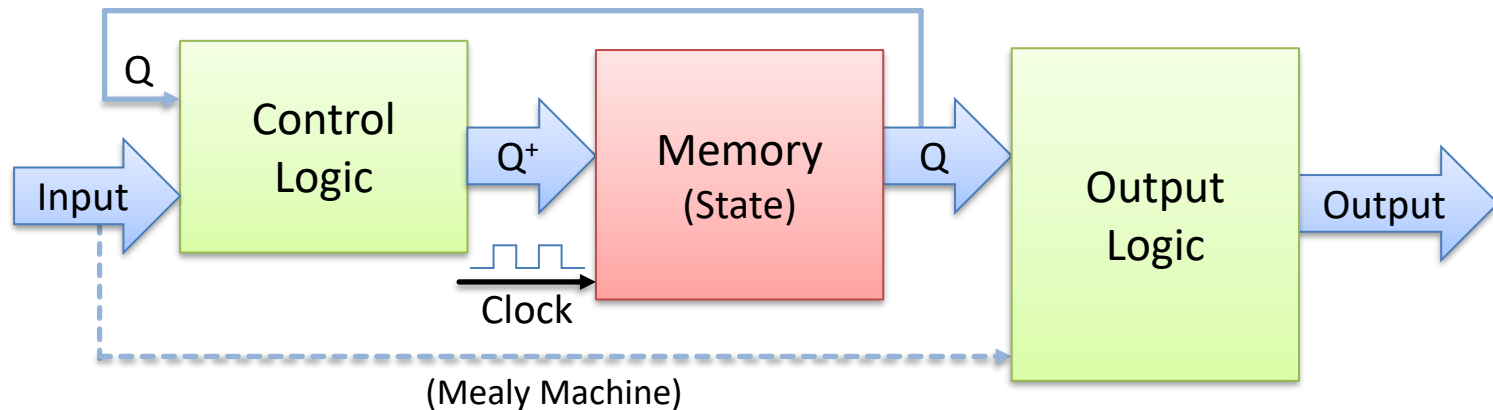 Q
Control
Logic
Input
Q⁺
Clock
Memory
(State)
Q
Output
Logic
Output
(Mealy Machine)